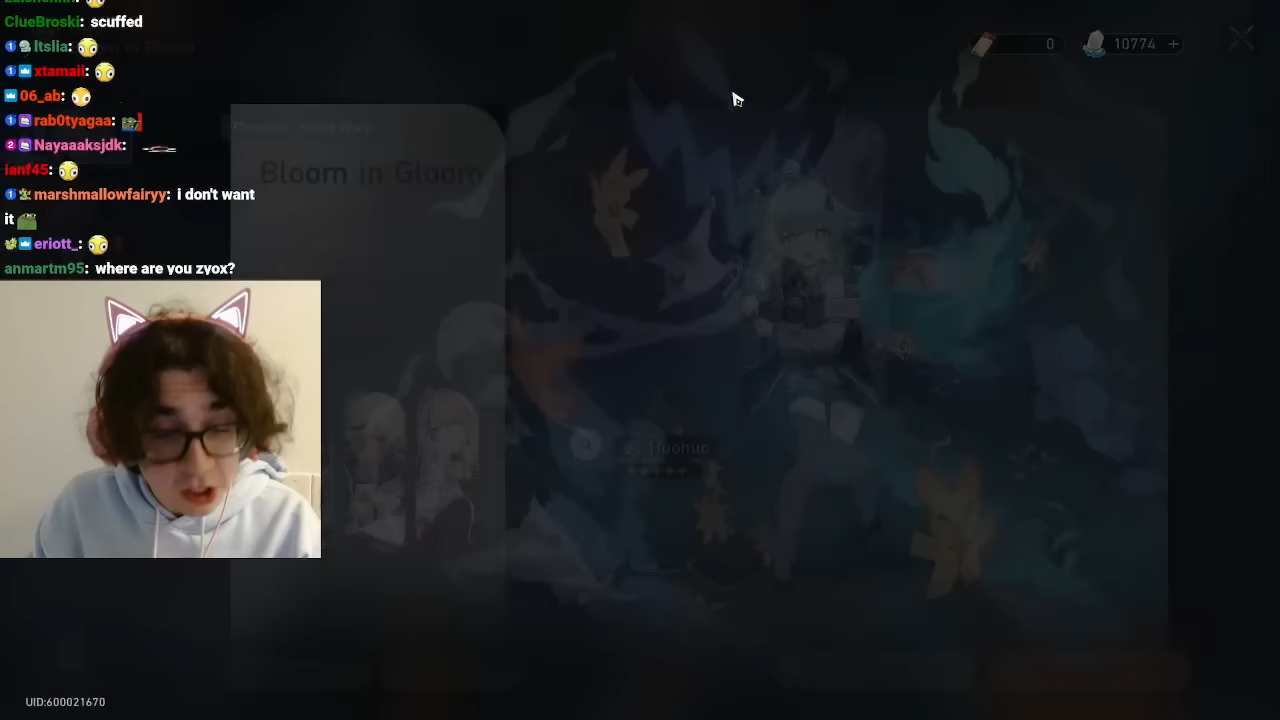 ClueBroski: scuffed
ltslia:
xtamaii:
06_ab:
rab0tyagaa:
Nayaaaksjdk:
ianf45:
marshmallowfairyy: i don't want
it
eriott_:
anmartm95: where are you zyox?
0
10774 +
Bloom in Gloom
Huohuo
UID:600021670